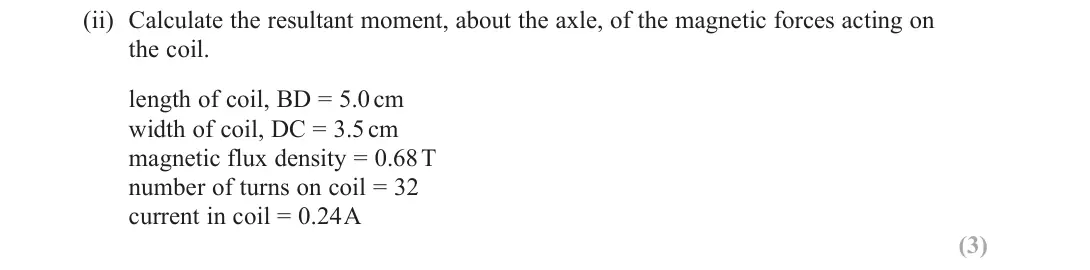 (ii) Calculate the resultant moment, about the axle, of the magnetic forces acting on
the coil.
length of coil, BD = 5.0 cm
width of coil, DC = 3.5 cm
magnetic flux density = 0.68 T
number of turns on coil = 32
current in coil = 0.24 A
(3)